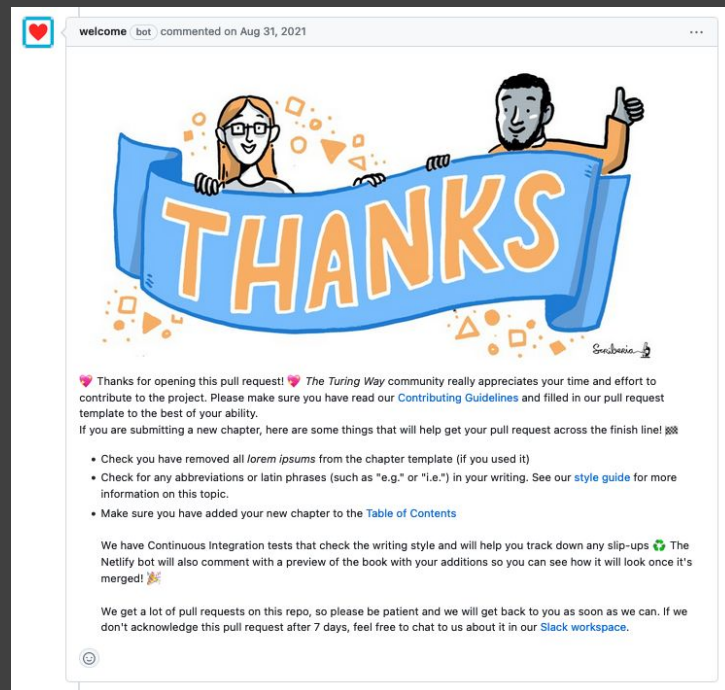 welcome bot commented on Aug 31, 2021
THANKS
Scriberia
💖 Thanks for opening this pull request! 💖 The Turing Way community really appreciates your time and effort to
contribute to the project. Please make sure you have read our Contributing Guidelines and filled in our pull request
template to the best of your ability.
If you are submitting a new chapter, here are some things that will help get your pull request across the finish line! 🏁
• Check you have removed all lorem ipsums from the chapter template (if you used it)
• Check for any abbreviations or latin phrases (such as "e.g." or "i.e.") in your writing. See our style guide for more
information on this topic.
• Make sure you have added your new chapter to the Table of Contents
We have Continuous Integration tests that check the writing style and will help you track down any slip-ups ♻️ The
Netlify bot will also comment with a preview of the book with your additions so you can see how it will look once it's
merged! 🎉
We get a lot of pull requests on this repo, so please be patient and we will get back to you as soon as we can. If we
don't acknowledge this pull request after 7 days, feel free to chat to us about it in our Slack workspace.